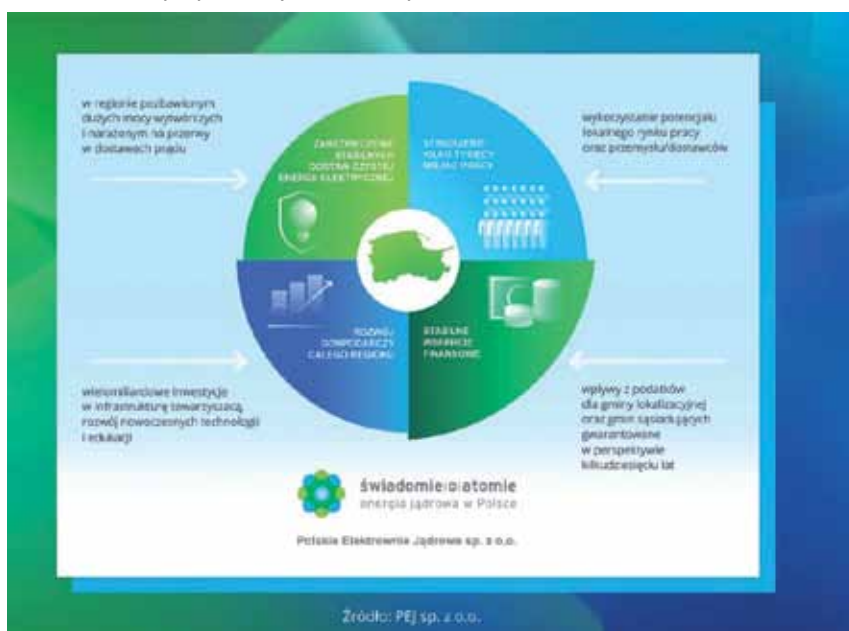 w regionie pozbawionym
dużych mocy wytwórczych
i narażonym na przerwy
w dostawach prądu
ZAGWARANTOWANIE
STABILNYCH
DOSTAW CZYSTEJ
ENERGII ELEKTRYCZNEJ
STWORZENIE
KILKU TYSIĘCY
MIEJSC PRACY
wykorzystanie potencjału
lokalnego rynku pracy
oraz przemysłu/dostawców
ROZWÓJ
GOSPODARCZY
CAŁEGO REGIONU
STABILNE
WSPARCIE
FINANSOWE
wielomiliardowe inwestycje
w infrastrukturę towarzyszącą,
rozwój nowoczesnych technologii
i edukacji
wpływy z podatków
dla gminy lokalizacyjnej
oraz gmin sąsiadujących
gwarantowane
w perspektywie
kilkudziesięciu lat
świadomie|o|atomie
energia jądrowa w Polsce
Polskie Elektrownie Jądrowe sp. z o.o.
Źródło: PEJ sp. z o.o.